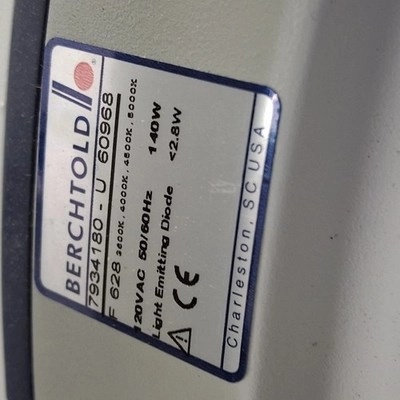 BERCHTOLD
7934180 - U 60968
F 628 3600K, 4000K, 4500K, 5000K
120VAC 50/60Hz 140W
Light Emitting Diode <2.8W
CE
Charleston, SC USA